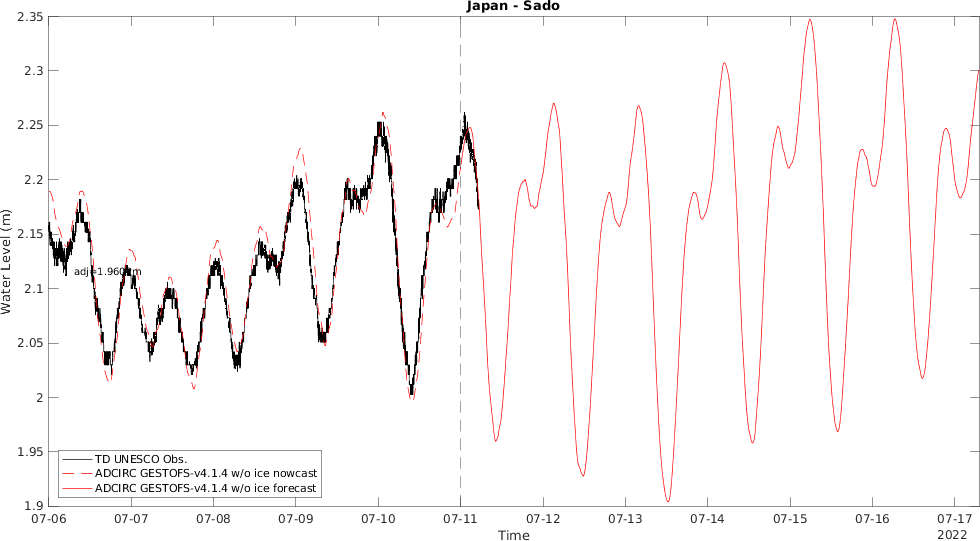 Japan - Sado
2.35
2.3
2.25
2.2
2.15
2.1
2.05
2
1.95
1.9
Water Level (m)
TD UNESCO Obs.
ADCIRC GESTOFS-v4.1.4 w/o ice nowcast
ADCIRC GESTOFS-v4.1.4 w/o ice forecast
07-06 07-07 07-08 07-09 07-10 07-11 07-12 07-13 07-14 07-15 07-16 07-17
Time 2022